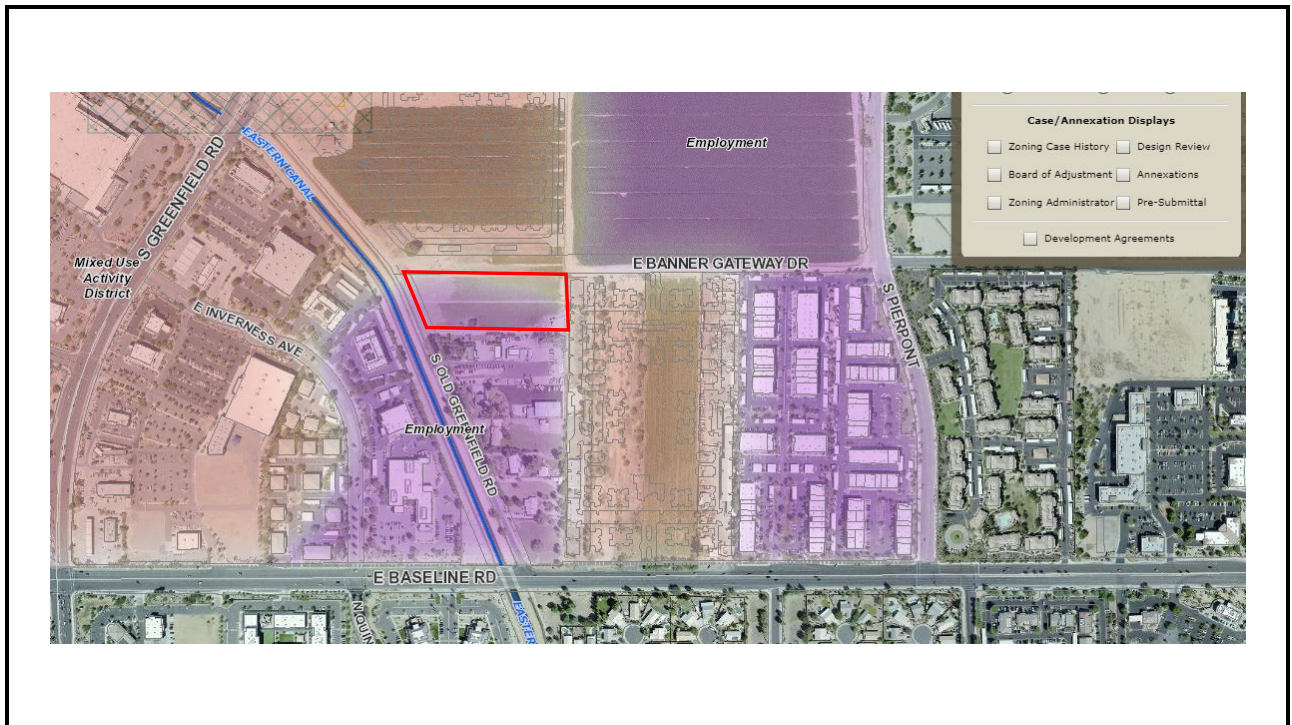 Case/Annexation Displays
Zoning Case History Design Review
Board of Adjustment Annexations
Zoning Administrator Pre-Submittal
Development Agreements
Employment
EASTERN CANAL
S GREENFIELD RD
Mixed Use
Activity
District
E BANNER GATEWAY DR
E INVERNESS AVE
S PIERPONT
S OLD GREENFIELD RD
Employment
E BASELINE RD
N QUIN
EASTER